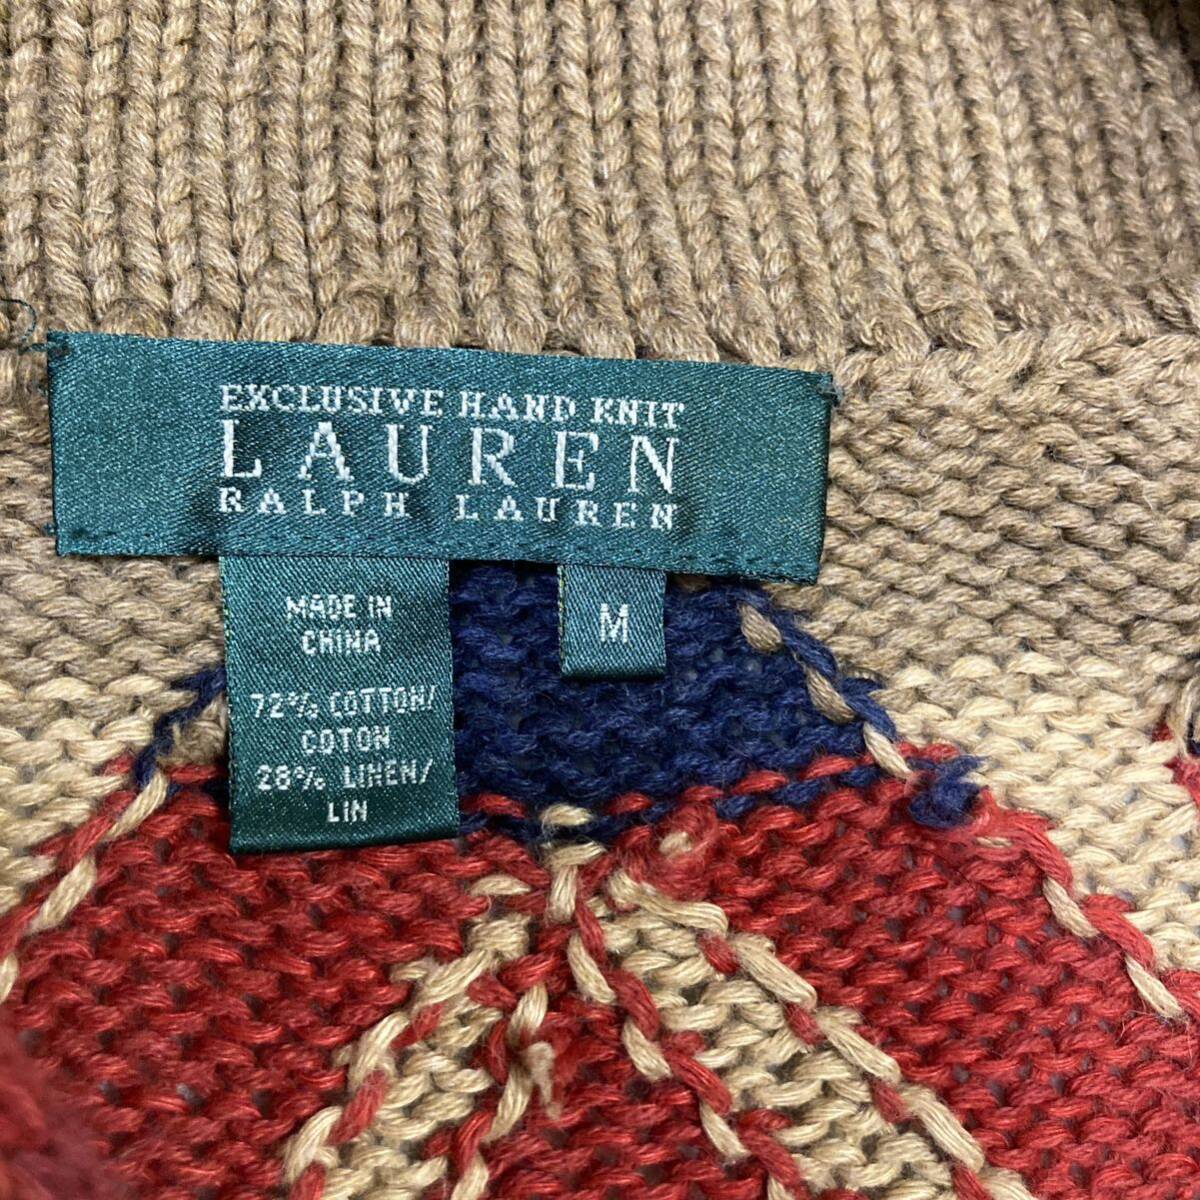 EXCLUSIVE HAND KNIT
LAUREN
RALPH LAUREN
MADE IN
CHINA
72% COTTON/
COTON
28% LINEN/
LIN
M